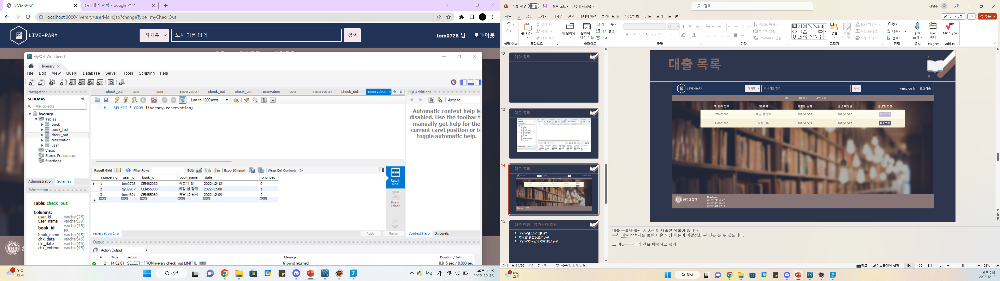 LIVE-RARY
배너 클릭 - Google 검색
localhost:8080/liverary/userMain.jsp?changeType=myCheckOut
LIVE-RARY
책 제목
도서 이름 입력
검색
tom0726 님
로그아웃
MySQL Workbench
liverary
File Edit View Query Database Server Tools Scripting Help
Navigator
SCHEMAS
Filter objects
liverary
Tables
book
book_test
check_out
reservation
user
Views
Stored Procedures
Functions
Administration Schemas
Information
Table: check_out
Columns:
user_id varchar(25)
user_name varchar(30)
book_id varchar(45)
PK
book_name varchar(45)
chk_date varchar(45)
rtn_date varchar(45)
chk_extend varchar(45)
check_out user user reservation check_out check_out reservation user reservation check_out reservation
Limit to 1000 rows
1 SELECT * FROM liverary.reservation;
Result Grid Filter Rows: Edit: Export/Import: Wrap Cell Content:
numbering user_id book_id book_name date priorities
1 tom0726 CEM62030 마법의 원 2022-12-12 0
2 gyu9907 CEM55080 벼알 삼 형제 2022-12-08 1
3 tom4321 CEM55080 벼알 삼 형제 2022-12-09 2
NULL NULL NULL NULL NULL NULL
Result Grid
Form Editor
reservation 1
Apply Revert
SQLAdditions
Jump to
Automatic context help is
disabled. Use the toolbar t
manually get help for the
current caret position or to
toggle automatic help.
Context Help Snippets
Output
Action Output
# Time Action Message Duration / Fetch
21 14:02:01 SELECT * FROM liverary.check_out LIMIT 0, 1000 6 row(s) returned 0.015 sec / 0.000 sec
1
5°C
흐림
검색
가
오후 2:08
2022-12-13
자동 저장 끔 발표.pptx • 이 PC에 저장됨
검색
전민주
파일 홈 삽입 그리기 디자인 전환 애니메이션 슬라이드 쇼 녹음/녹화 검토 보기 도움말
녹음/녹화
공유
실행 취소
붙여넣기
잘라내기
복사
서식 복사
클립보드
새 슬라이드
슬라이드 다시 사용
레이아웃
다시 설정
구역
슬라이드
13
글꼴
텍스트 방향
텍스트 맞춤
SmartArt로 변환
단락
정렬
빠른 스타일
도형 채우기
도형 윤곽선
도형 효과
그리기
찾기
바꾸기
선택
편집
받아쓰기
음성
디자이너
Designer
MathType
Add-in
12
예약 목록
13
대출 목록
14
대출 목록
15
대출 연장 – 불가능한 조건
1. 해당 책을 연체했을 경우
2. 이미 한 번 연장했을 경우
3. 해당 책이 누군가 예약 중인 경우
대출 목록
LIVE-RARY
책 제목
도서 이름 입력
검색
tom0726 님
로그아웃
알림 대출 목록 예약 목록
책 등록 번호 책 제목 대출한 일자 반납 예정일 반납일 연장
CEM55080 벼알 삼 형제 2022-12-06 2022-12-20 대출 연장
EM001626 몽실 언니 2022-12-13 2022-12-27 대출 연장
공주대학교
Developer
201801743 김규빈
202001834 전민주
대출 목록을 클릭 시 자신이 대출한 목록이 뜹니다.
특히 벼알 삼형제를 보면 대출 연장 버튼이 비활성화 된 것을 볼 수 있습니다.
그 이유는 누군가 책을 예약하고 있기
슬라이드 14/20 한국어 접근성: 조사 필요
메모 디스플레이 설정 92%
1
5°C
흐림
검색
오후 2:08
2022-12-13